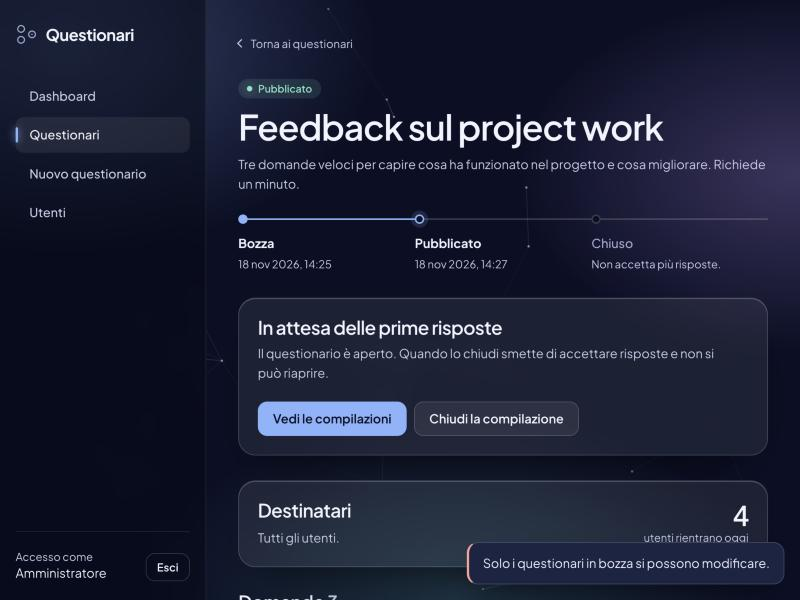 Questionari
Dashboard
Questionari
Nuovo questionario
Utenti
Accesso come
Amministratore
Esci
Torna ai questionari
Pubblicato
Feedback sul project work
Tre domande veloci per capire cosa ha funzionato nel progetto e cosa migliorare. Richiede
un minuto.
Bozza
18 nov 2026, 14:25
Pubblicato
18 nov 2026, 14:27
Chiuso
Non accetta più risposte.
In attesa delle prime risposte
Il questionario è aperto. Quando lo chiudi smette di accettare risposte e non si
può riaprire.
Vedi le compilazioni
Chiudi la compilazione
Destinatari
Tutti gli utenti.
4
utenti rientrano oggi
Solo i questionari in bozza si possono modificare.
Domande 3